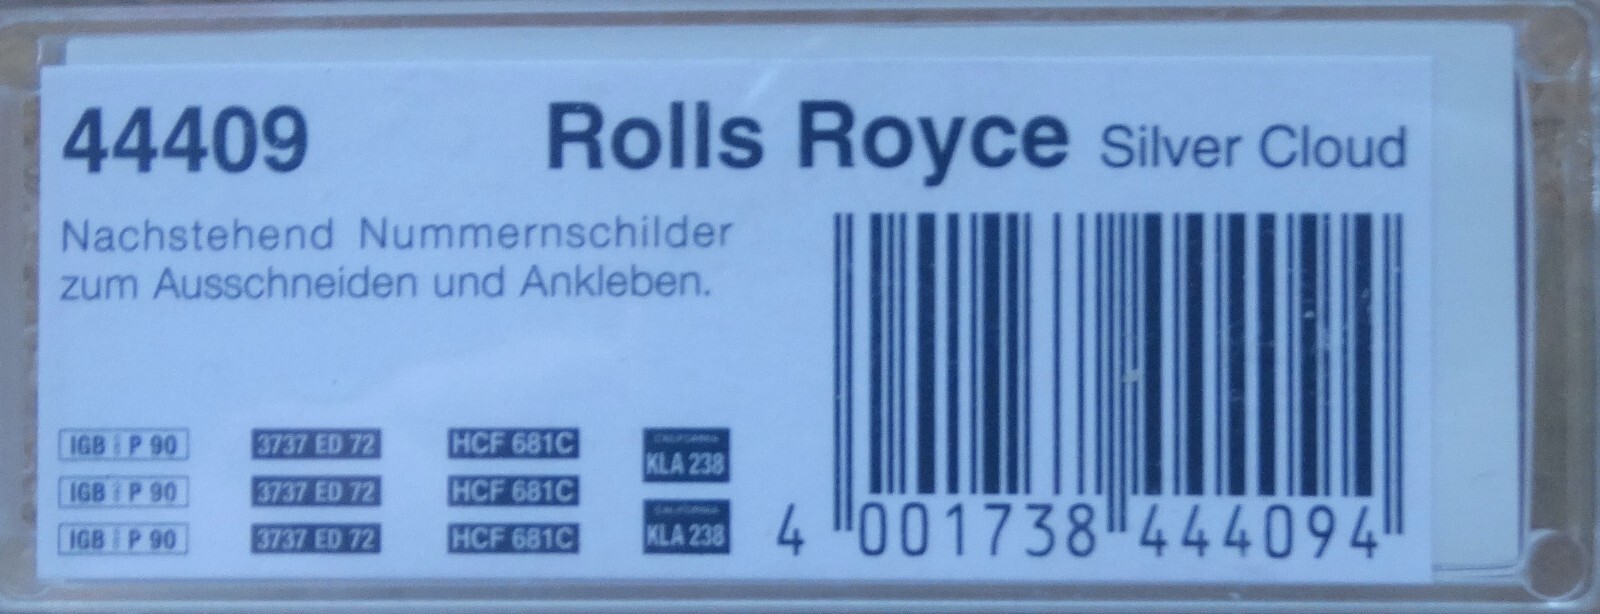 44409 Rolls Royce Silver Cloud
Nachstehend Nummernschilder
zum Ausschneiden und Ankleben.
IGB P 90 3737 ED 72 HCF 681C CALIFORNIA
KLA 238
IGB P 90 3737 ED 72 HCF 681C
IGB P 90 3737 ED 72 HCF 681C CALIFORNIA
KLA 238
4 001738 444094